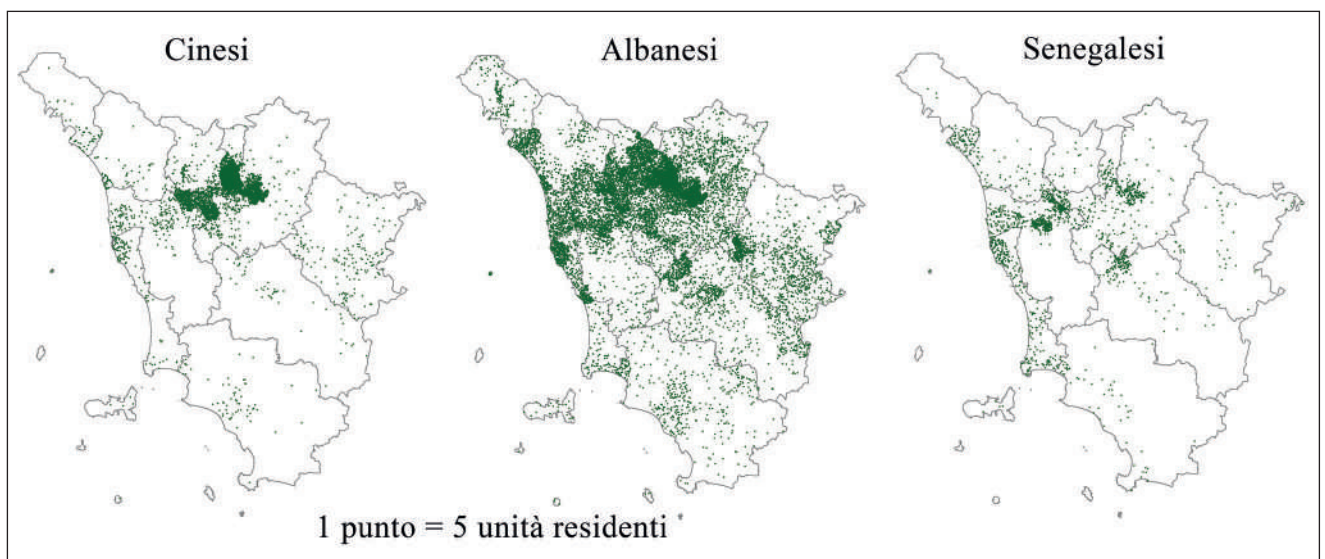 Cinesi
Albanesi
Senegalesi
1 punto = 5 unità residenti